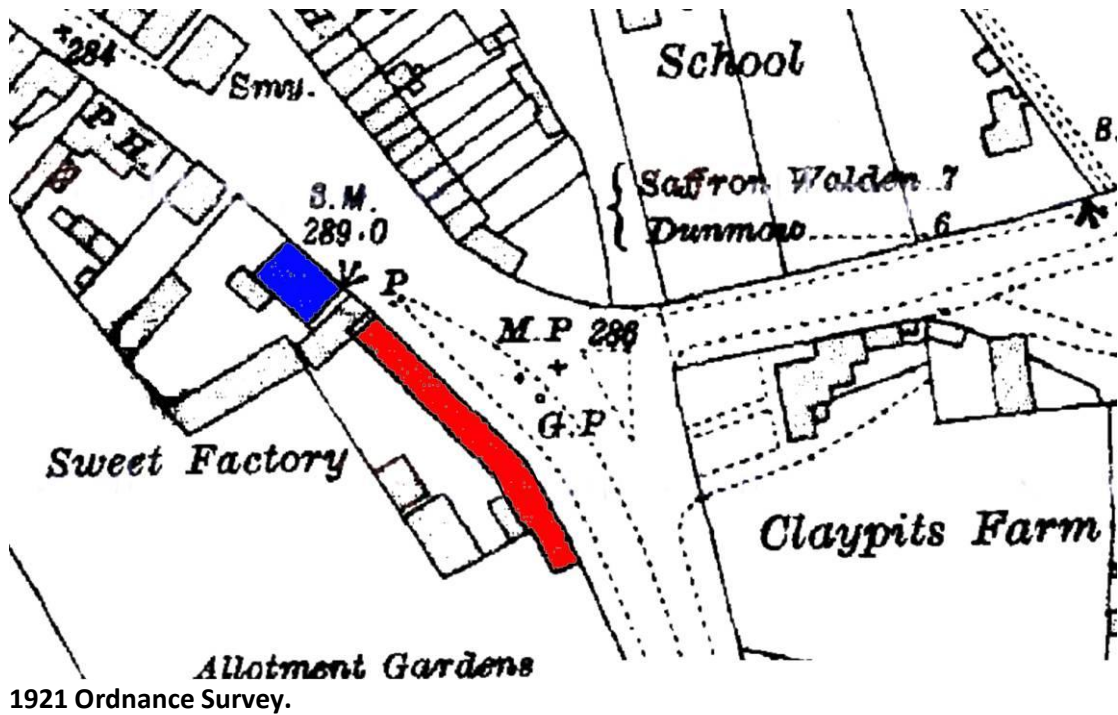 School
284
Smy.
H
P. H.
B.
Saffron Walden 7
Dunmow 6
B.M.
289.0
P
M.P 286
G.P
Sweet Factory
Claypits Farm
Allotment Gardens
1921 Ordnance Survey.